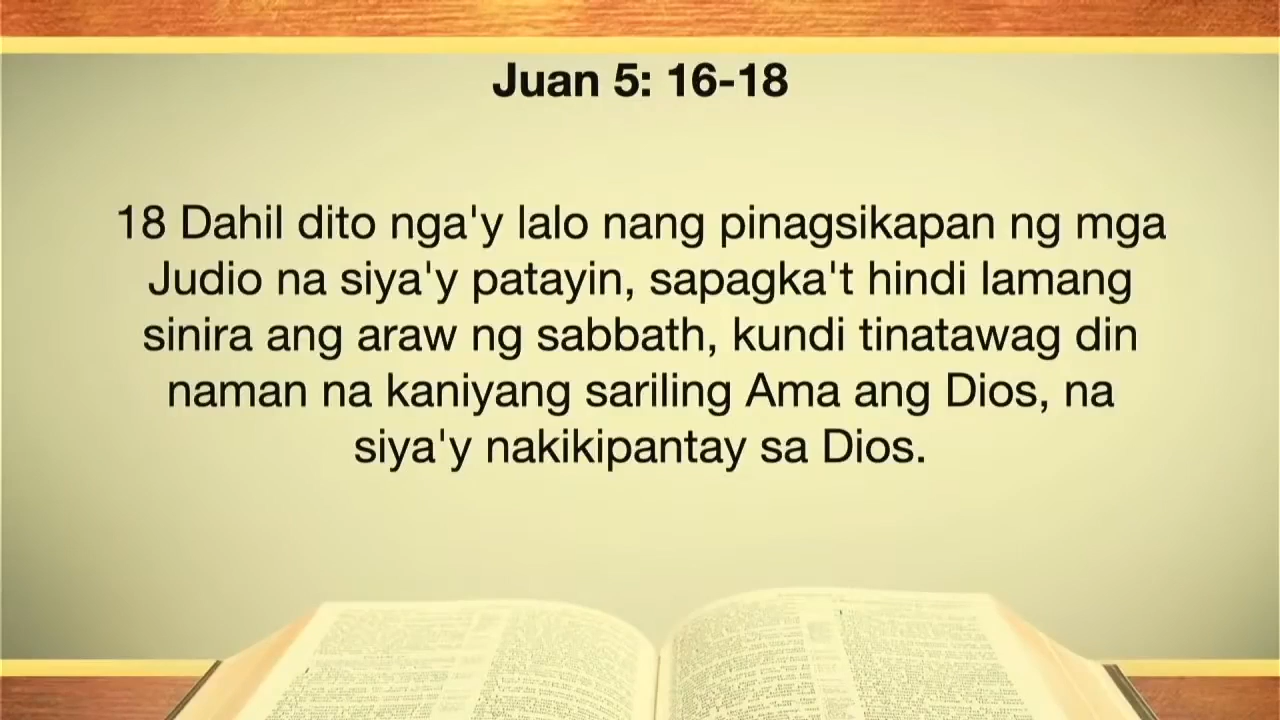 Juan 5: 16-18
18 Dahil dito nga'y lalo nang pinagsikapan ng mga
Judio na siya'y patayin, sapagka't hindi lamang
sinira ang araw ng sabbath, kundi tinatawag din
naman na kaniyang sariling Ama ang Dios, na
siya'y nakikipantay sa Dios.